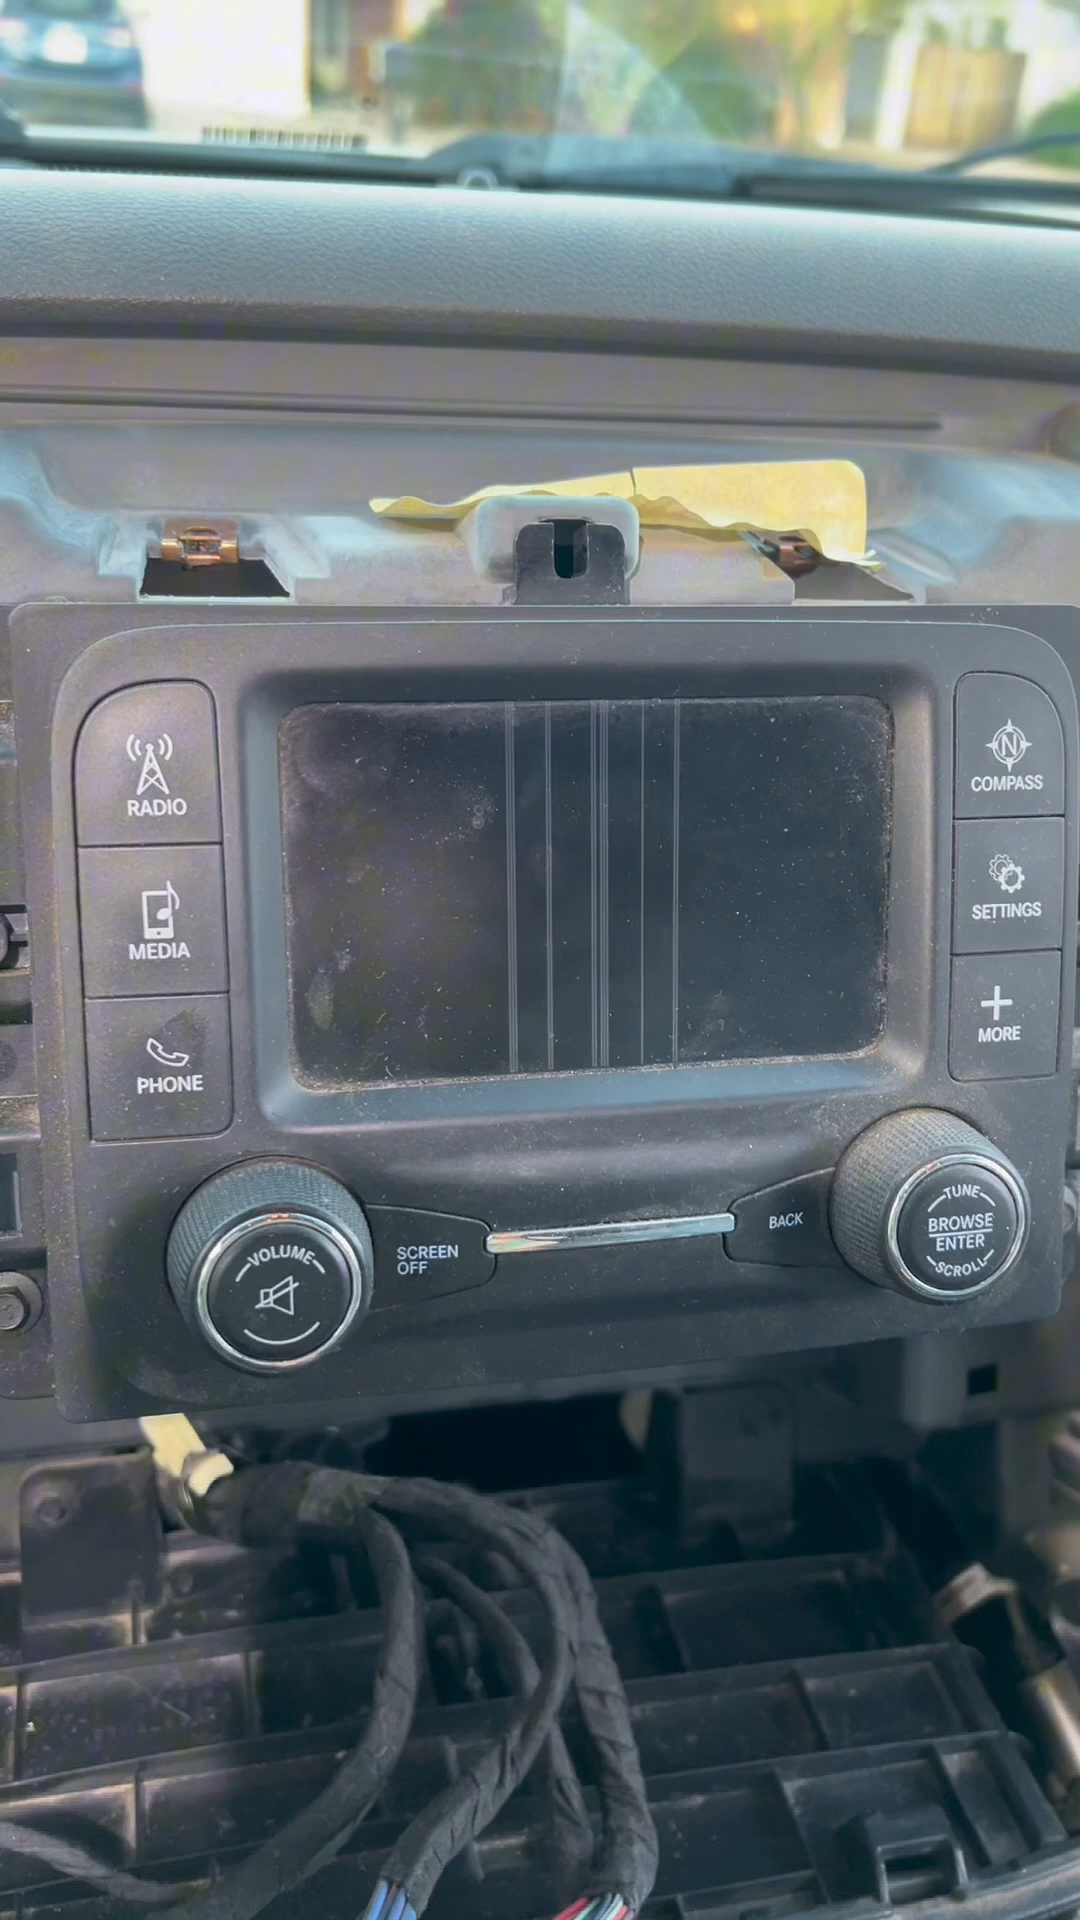 RADIO
MEDIA
PHONE
N
COMPASS
SETTINGS
MORE
VOLUME
SCREEN
OFF
BACK
TUNE
BROWSE
ENTER
SCROLL